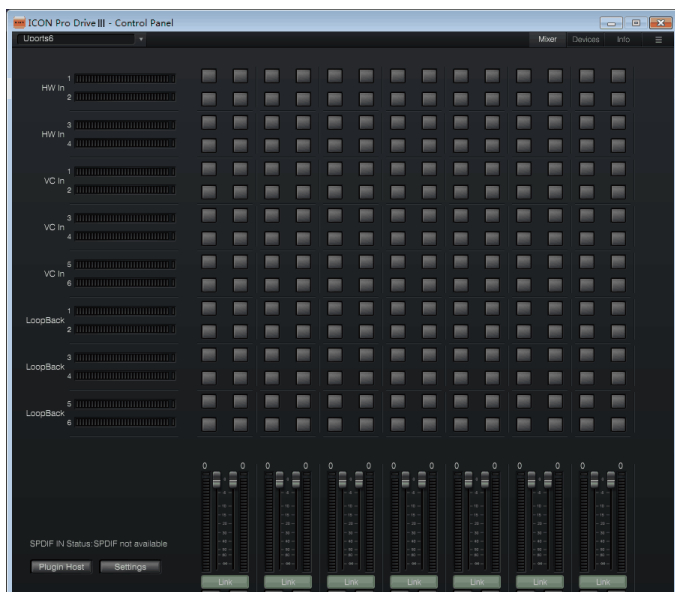 ICON Pro Drive III - Control Panel
Uports6
Mixer Devices Info
HW In 1 2
HW In 3 4
VC In 1 2
VC In 3 4
VC In 5 6
LoopBack 1 2
LoopBack 3 4
LoopBack 5 6
0 0 0 0 0 0 0 0 0 0 0 0 0 0
SPDIF IN Status: SPDIF not available
Plugin Host Settings
Link Link Link Link Link Link Link